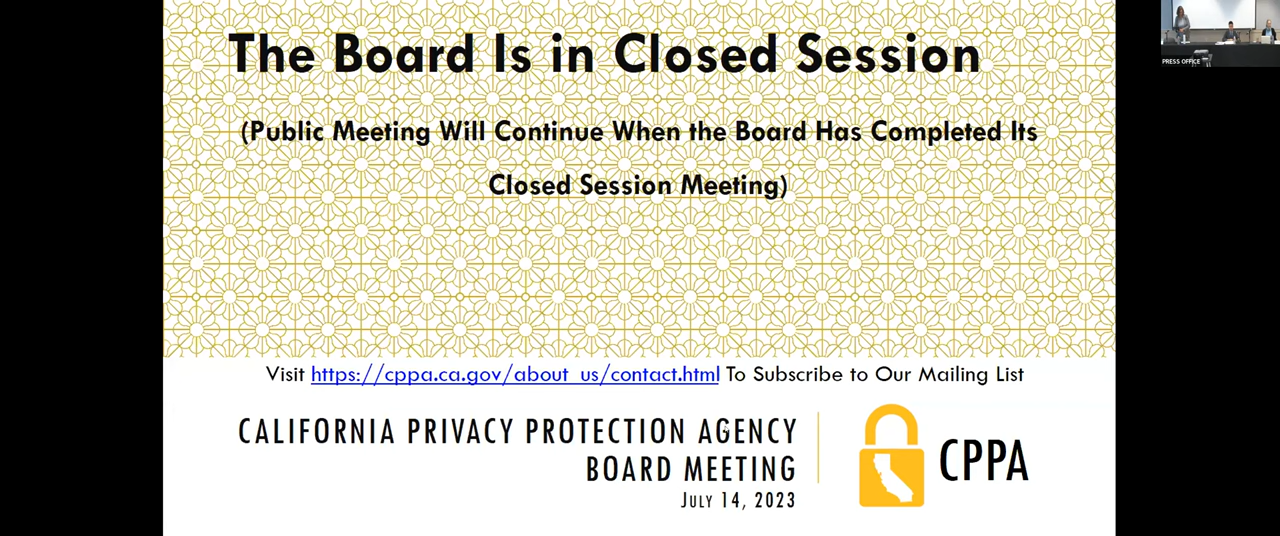 The Board Is in Closed Session
(Public Meeting Will Continue When the Board Has Completed Its
Closed Session Meeting)
Visit https://cppa.ca.gov/about_us/contact.html To Subscribe to Our Mailing List
CALIFORNIA PRIVACY PROTECTION AGENCY
BOARD MEETING
JULY 14, 2023
CPPA
PRESS OFFICE